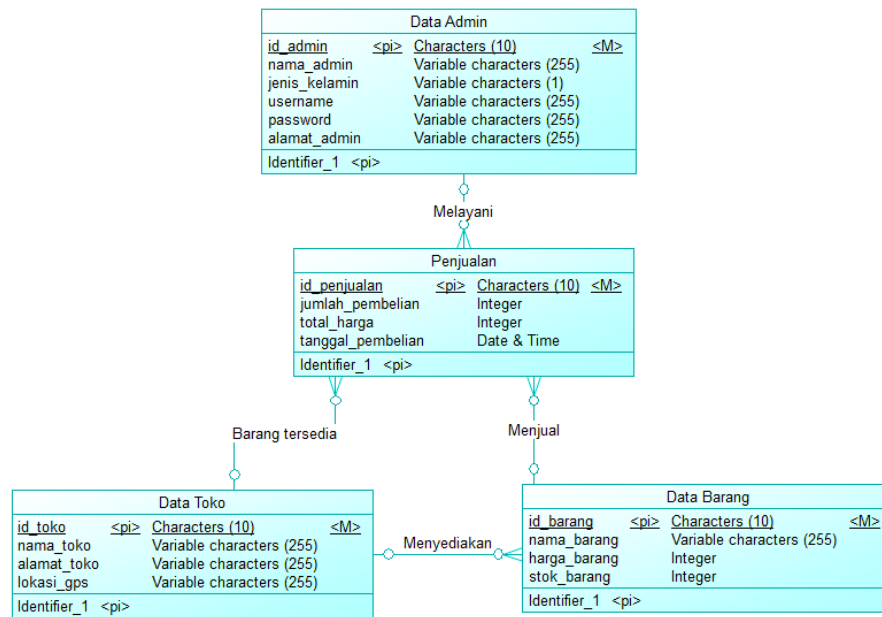 Data Admin
id_admin <pi> Characters (10) <M>
nama_admin Variable characters (255)
jenis_kelamin Variable characters (1)
username Variable characters (255)
password Variable characters (255)
alamat_admin Variable characters (255)
Identifier_1 <pi>
Melayani
Penjualan
id_penjualan <pi> Characters (10) <M>
jumlah_pembelian Integer
total_harga Integer
tanggal_pembelian Date & Time
Identifier_1 <pi>
Barang tersedia
Menjual
Data Toko
id_toko <pi> Characters (10) <M>
nama_toko Variable characters (255)
alamat_toko Variable characters (255)
lokasi_gps Variable characters (255)
Identifier_1 <pi>
Menyediakan
Data Barang
id_barang <pi> Characters (10) <M>
nama_barang Variable characters (255)
harga_barang Integer
stok_barang Integer
Identifier_1 <pi>